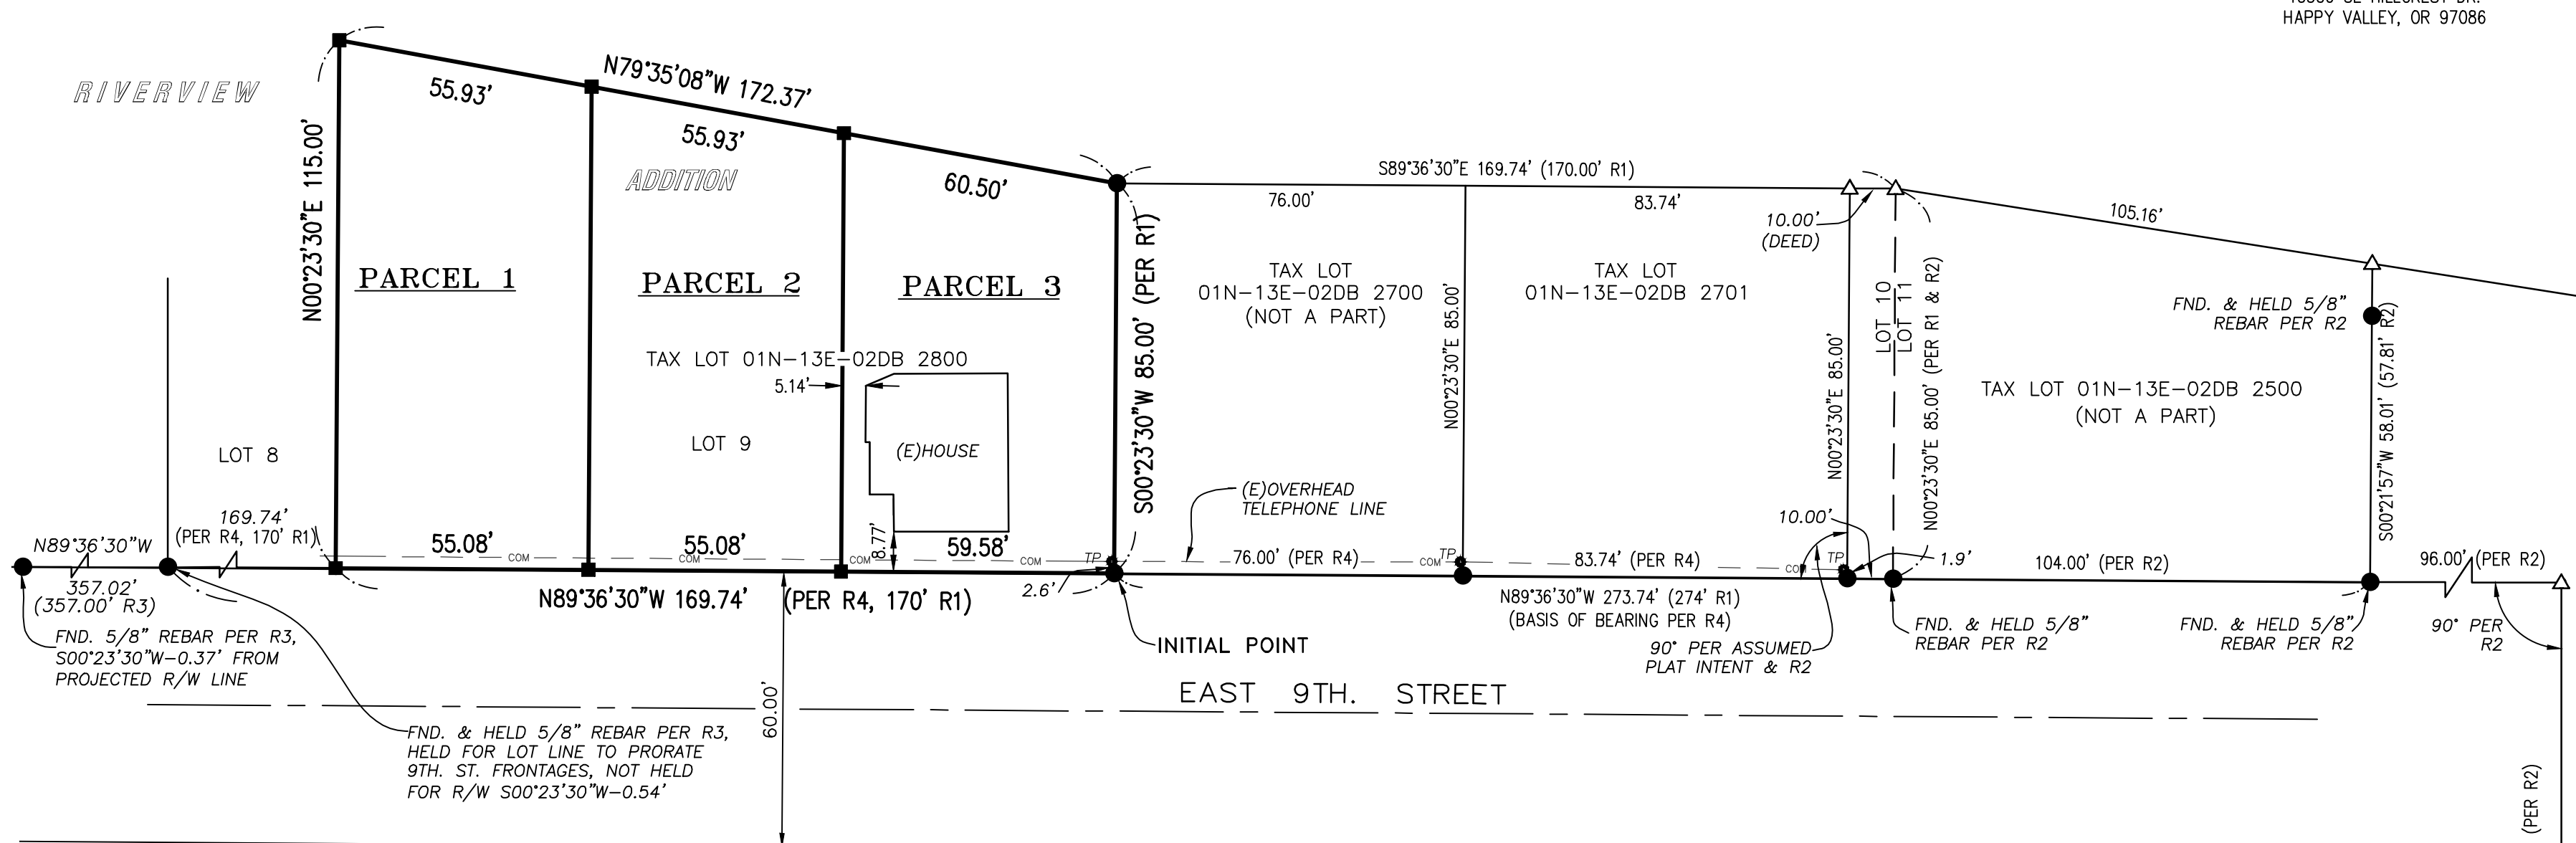 HAPPY VALLEY, OR 97086
RIVERVIEW
ADDITION
N79°35'08"W 172.37'
55.93'
55.93'
60.50'
N00°23'30"E 115.00'
PARCEL 1
PARCEL 2
PARCEL 3
S00°23'30"W 85.00' (PER R1)
TAX LOT 01N-13E-02DB 2800
5.14'
LOT 8
LOT 9
(E)HOUSE
8.77'
S89°36'30"E 169.74' (170.00' R1)
76.00'
83.74'
10.00'
(DEED)
105.16'
TAX LOT
01N-13E-02DB 2700
(NOT A PART)
N00°23'30"E 85.00'
TAX LOT
01N-13E-02DB 2701
N00°23'30"E 85.00'
LOT 10
LOT 11
N00°23'30"E 85.00' (PER R1 & R2)
FND. & HELD 5/8"
REBAR PER R2
TAX LOT 01N-13E-02DB 2500
(NOT A PART)
S00°21'57"W 58.01' (57.81' R2)
(E)OVERHEAD
TELEPHONE LINE
N89°36'30"W
169.74'
(PER R4, 170' R1)
357.02'
(357.00' R3)
55.08'
COM
55.08'
COM
COM
59.58'
COM
TP
2.6'
76.00' (PER R4)
COM
TP
83.74' (PER R4)
COM
TP
10.00'
1.9'
104.00' (PER R2)
96.00' (PER R2)
N89°36'30"W 169.74' (PER R4, 170' R1)
N89°36'30"W 273.74' (274' R1)
(BASIS OF BEARING PER R4)
INITIAL POINT
90° PER ASSUMED
PLAT INTENT & R2
FND. & HELD 5/8"
REBAR PER R2
FND. & HELD 5/8"
REBAR PER R2
90° PER
R2
FND. 5/8" REBAR PER R3,
S00°23'30"W-0.37' FROM
PROJECTED R/W LINE
FND. & HELD 5/8" REBAR PER R3,
HELD FOR LOT LINE TO PRORATE
9TH. ST. FRONTAGES, NOT HELD
FOR R/W S00°23'30"W-0.54'
60.00'
EAST 9TH. STREET
(PER R2)